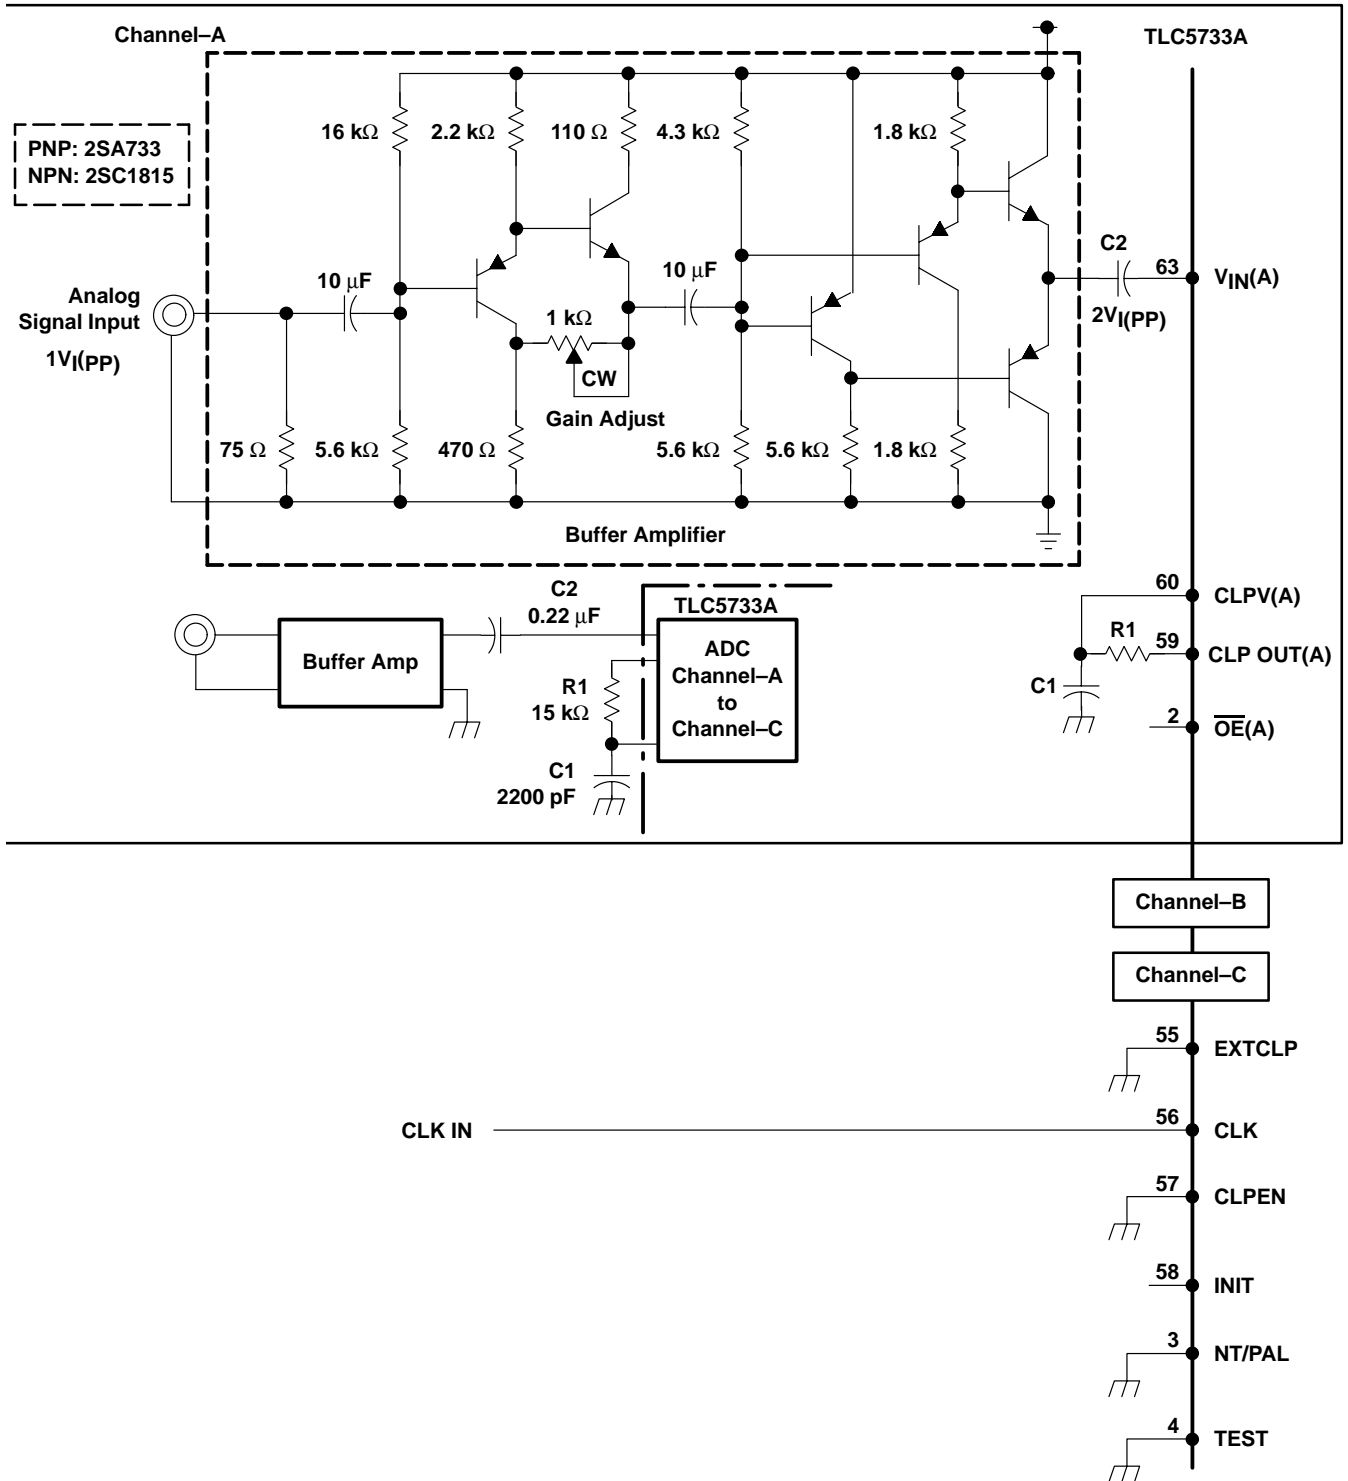 Channel–A
TLC5733A
PNP: 2SA733
NPN: 2SC1815
16 kΩ
2.2 kΩ
110 Ω
4.3 kΩ
1.8 kΩ
Analog
Signal Input
1VI(PP)
10 μF
1 kΩ
CW
Gain Adjust
10 μF
C2
2VI(PP)
63
VIN(A)
75 Ω
5.6 kΩ
470 Ω
5.6 kΩ
5.6 kΩ
1.8 kΩ
Buffer Amplifier
Buffer Amp
C2
0.22 μF
TLC5733A
ADC
Channel–A
to
Channel–C
R1
15 kΩ
C1
2200 pF
60
CLPV(A)
R1
59
CLP OUT(A)
C1
2
O̅E̅(A)
Channel–B
Channel–C
55
EXTCLP
CLK IN
56
CLK
57
CLPEN
58
INIT
3
NT/PAL
4
TEST